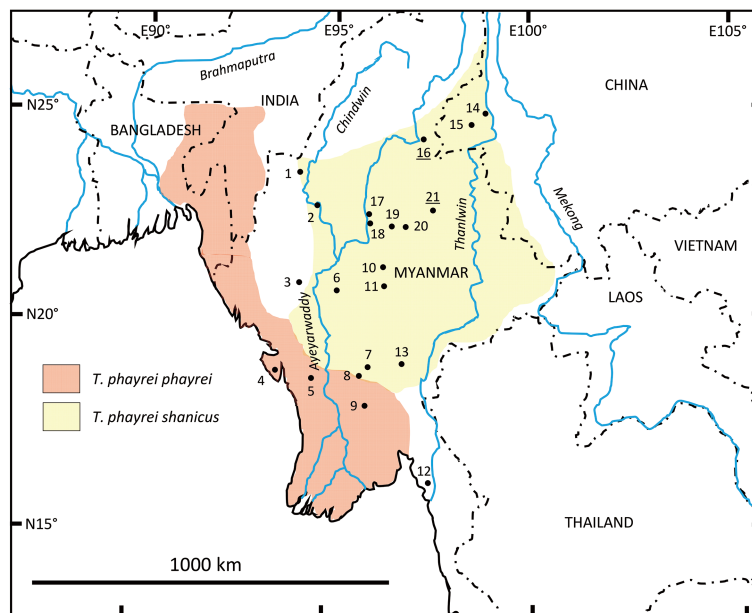 E90° E95° E100° E105°
Brahmaputra
CHINA
INDIA
Chindwin
N25°
14
BANGLADESH
15
16
1
21
17
2
19
Thanlwin
Mekong
18
20
VIETNAM
10
MYANMAR
3
6
11
LAOS
N20°
Ayeyarwaddy
7
13
T. phayrei phayrei
4
8
5
T. phayrei shanicus
9
12
N15°
THAILAND
1000 km